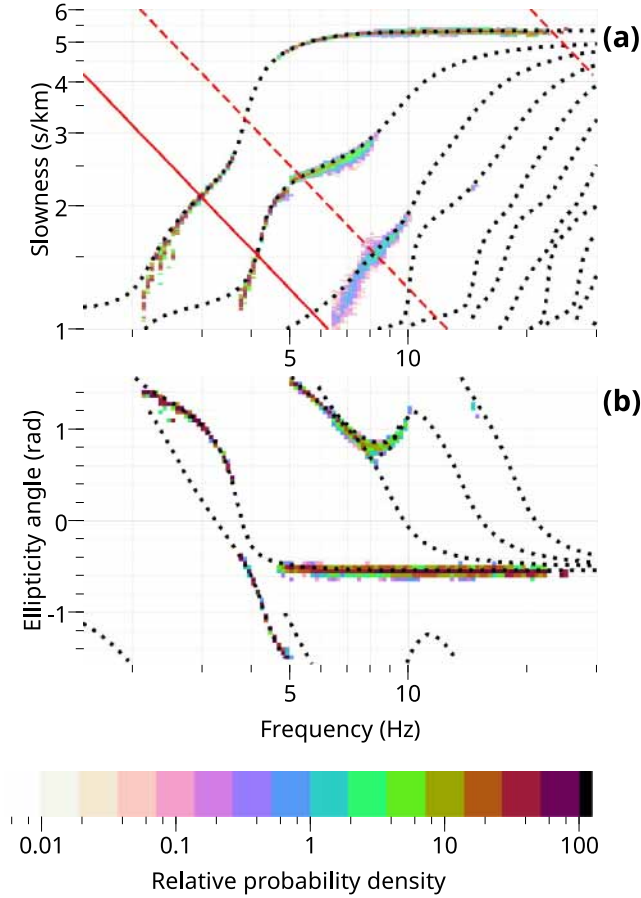 6
5
4
3
2
1
Slowness (s/km)
(a)
5 10
1
0
-1
Ellipticity angle (rad)
(b)
5 10
Frequency (Hz)
0.01 0.1 1 10 100
Relative probability density